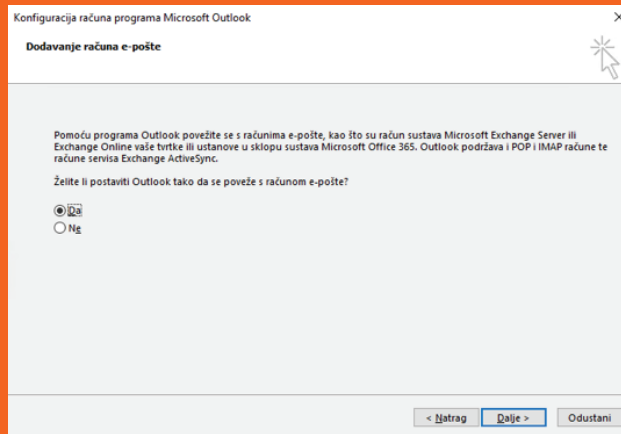 Konfiguracija računa programa Microsoft Outlook
Dodavanje računa e-pošte
Pomoću programa Outlook povežite se s računima e-pošte, kao što su račun sustava Microsoft Exchange Server ili
Exchange Online vaše tvrtke ili ustanove u sklopu sustava Microsoft Office 365. Outlook podržava i POP i IMAP račune te
račune servisa Exchange ActiveSync.
Želite li postaviti Outlook tako da se poveže s računom e-pošte?
Da
Ne
< Natrag Dalje > Odustani